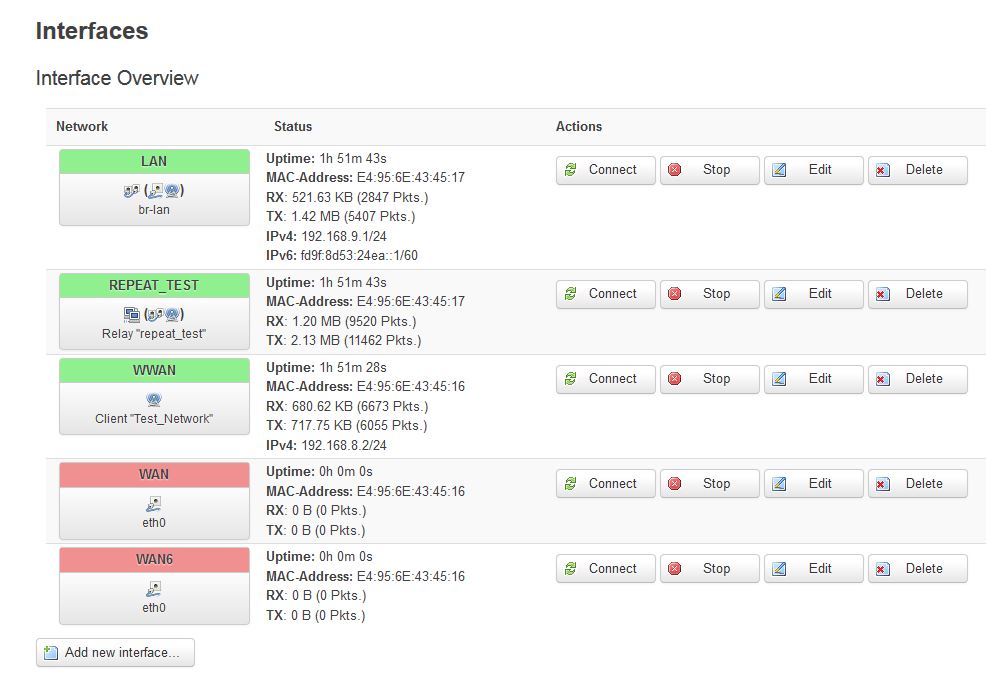 Interfaces
Interface Overview
Network Status Actions
LAN
(
)
br-lan
Uptime: 1h 51m 43s
MAC-Address: E4:95:6E:43:45:17
RX: 521.63 KB (2847 Pkts.)
TX: 1.42 MB (5407 Pkts.)
IPv4: 192.168.9.1/24
IPv6: fd9f:8d53:24ea::1/60
Connect Stop Edit Delete
REPEAT_TEST
(
)
Relay "repeat_test"
Uptime: 1h 51m 43s
MAC-Address: E4:95:6E:43:45:17
RX: 1.20 MB (9520 Pkts.)
TX: 2.13 MB (11462 Pkts.)
Connect Stop Edit Delete
WWAN
Client "Test_Network"
Uptime: 1h 51m 28s
MAC-Address: E4:95:6E:43:45:16
RX: 680.62 KB (6673 Pkts.)
TX: 717.75 KB (6055 Pkts.)
IPv4: 192.168.8.2/24
Connect Stop Edit Delete
WAN
eth0
Uptime: 0h 0m 0s
MAC-Address: E4:95:6E:43:45:16
RX: 0 B (0 Pkts.)
TX: 0 B (0 Pkts.)
Connect Stop Edit Delete
WAN6
eth0
Uptime: 0h 0m 0s
MAC-Address: E4:95:6E:43:45:16
RX: 0 B (0 Pkts.)
TX: 0 B (0 Pkts.)
Connect Stop Edit Delete
Add new interface...